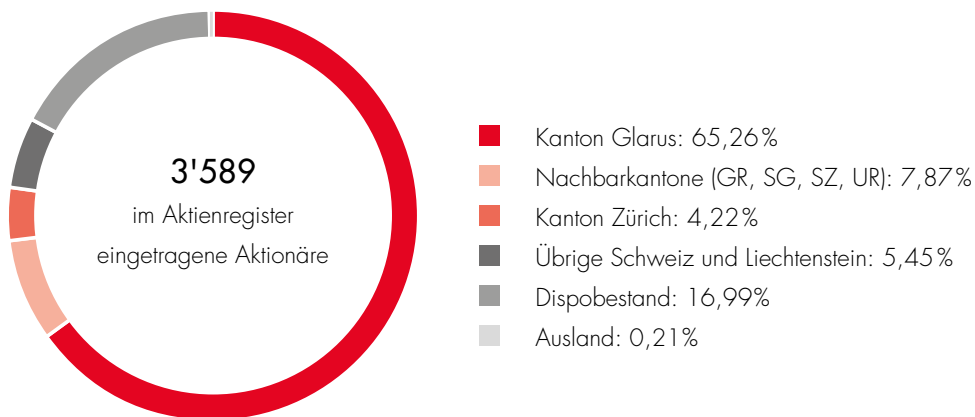 3'589
im Aktienregister
eingetragene Aktionäre
Kanton Glarus: 65,26%
Nachbarkantone (GR, SG, SZ, UR): 7,87%
Kanton Zürich: 4,22%
Übrige Schweiz und Liechtenstein: 5,45%
Dispobestand: 16,99%
Ausland: 0,21%